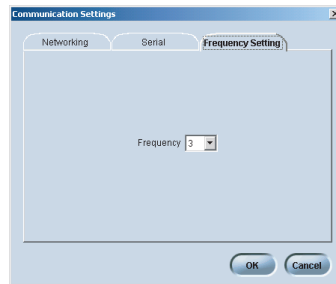 Communication Settings
Networking Serial Frequency Setting
Frequency 3
OK Cancel